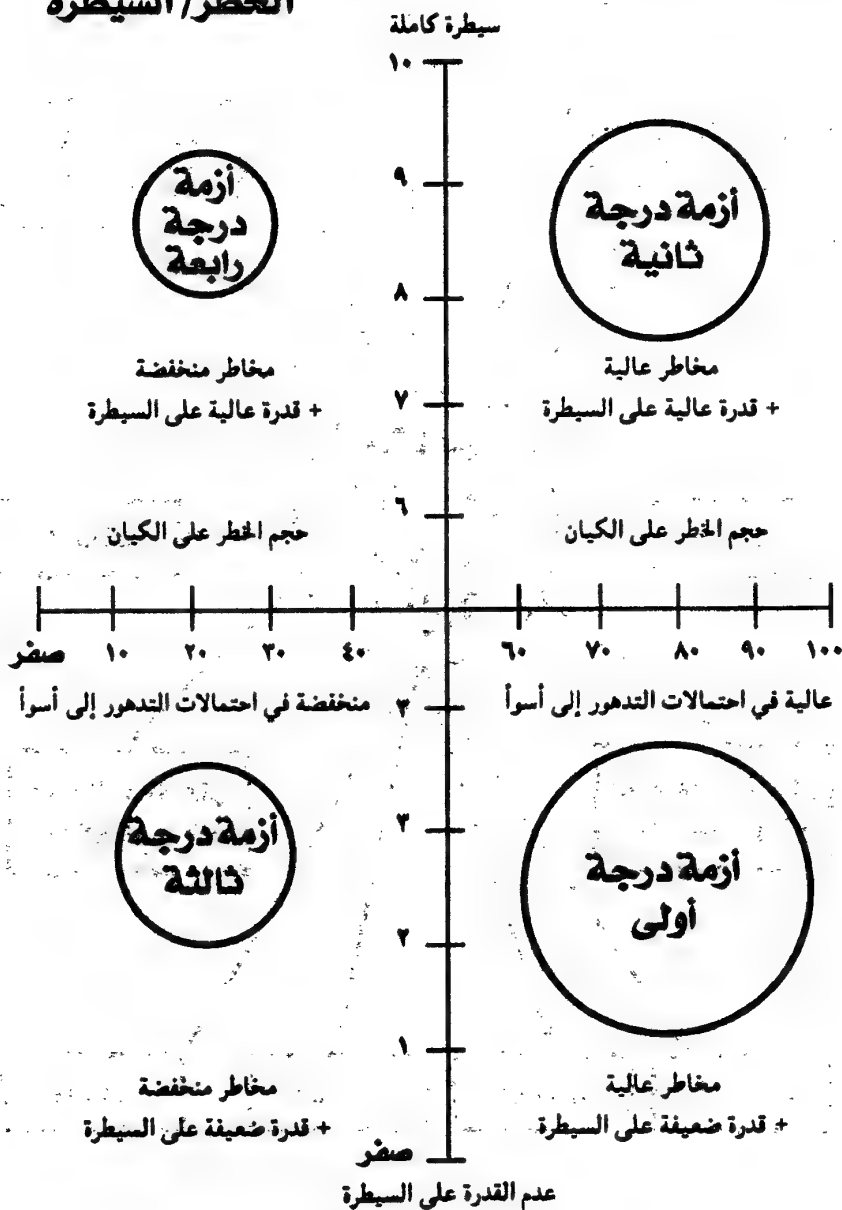 الخطر/ السيطرة
سيطرة كاملة
١٠
٩
٨
٧
٦
أزمة درجة
ثانية
مخاطر عالية
+ قدرة عالية على السيطرة
حجم الخطر على الكيان
أزمة
درجة
رابعة
مخاطر منخفضة
+ قدرة عالية على السيطرة
حجم الخطر على الكيان
صفر ١٠ ٢٠ ٣٠ ٤٠ ٦٠ ٧٠ ٨٠ ٩٠ ١٠٠
عالية في احتمالات التدهور إلى أسوأ
منخفضة في احتمالات التدهور إلى أسوأ
٣
٣
٢
١
صفر
أزمة درجة
أولى
مخاطر عالية
+ قدرة ضعيفة على السيطرة
أزمة درجة
ثالثة
مخاطر منخفضة
+ قدرة ضعيفة على السيطرة
عدم القدرة على السيطرة